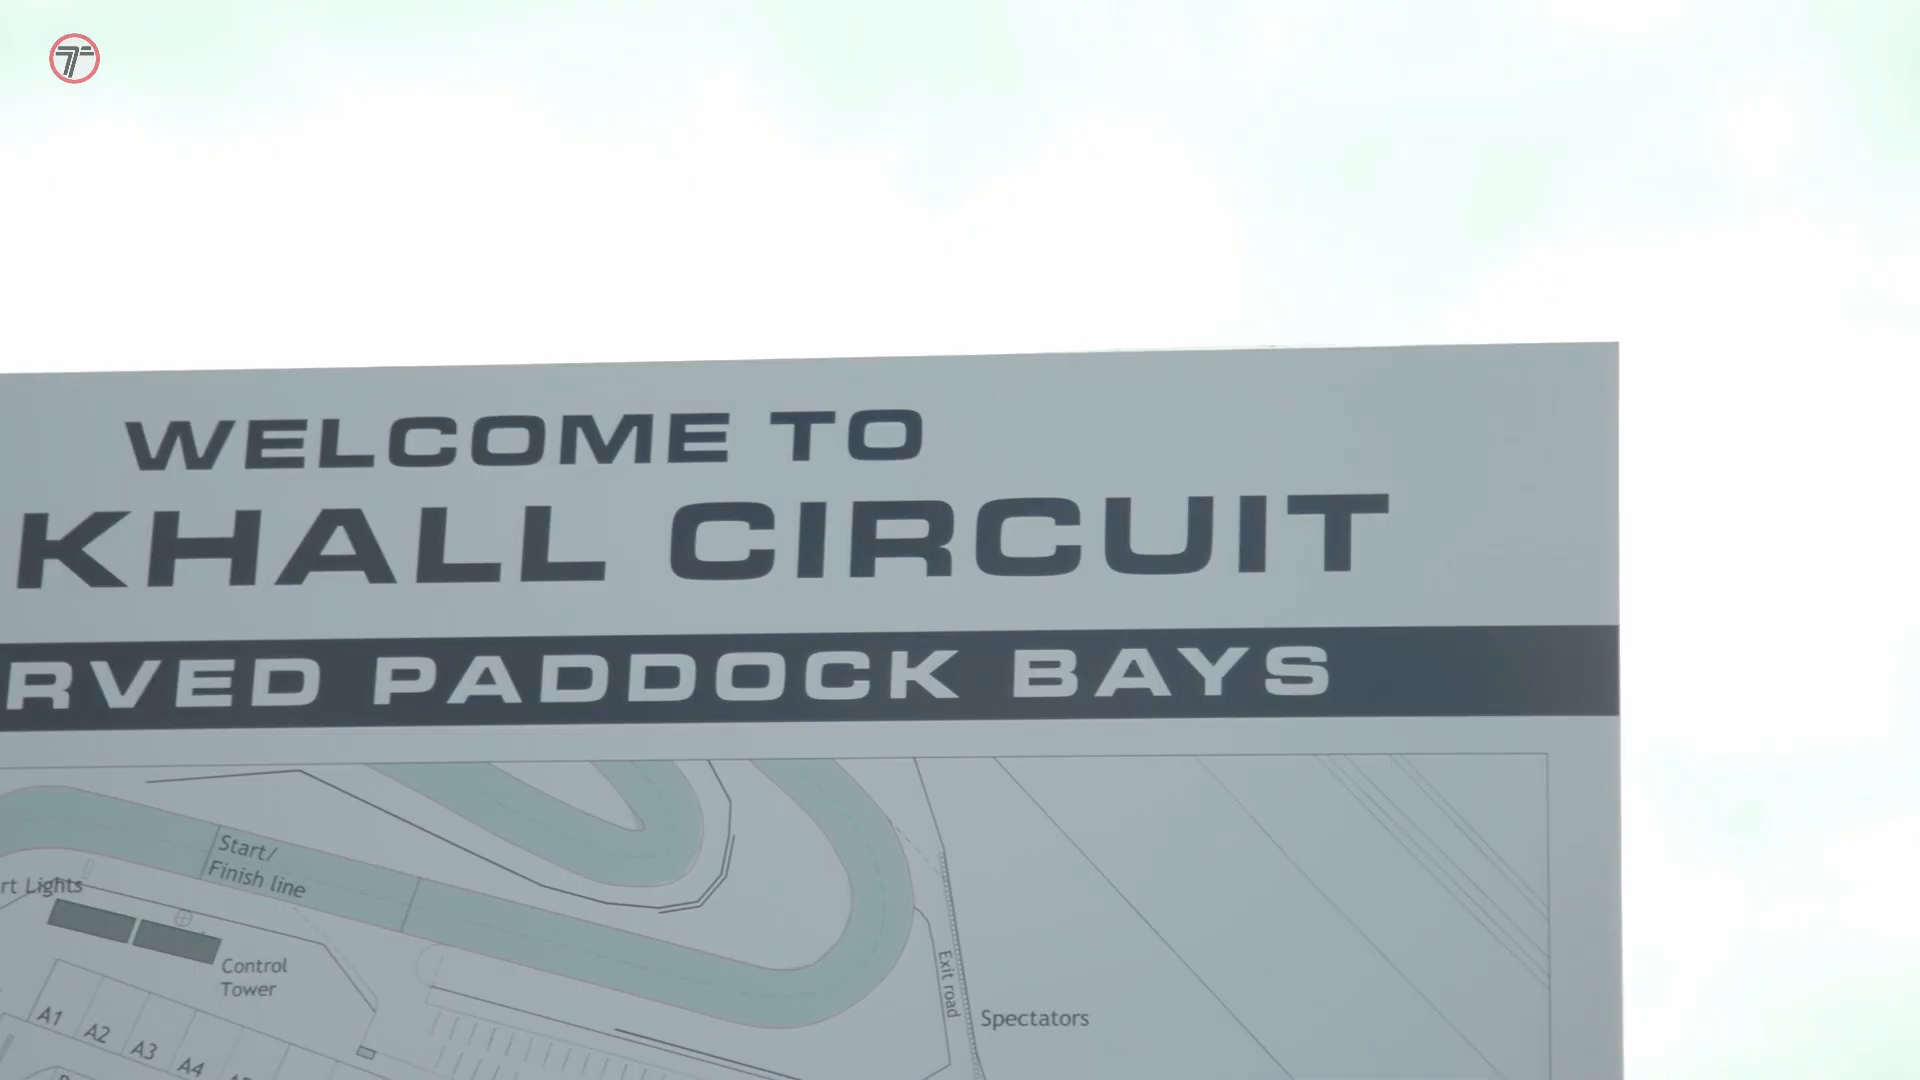 WELCOME TO
KHALL CIRCUIT
RVED PADDOCK BAYS
Start/
Finish line
rt Lights
Control
Tower
A1
A2
A3
A4
Exit road
Spectators